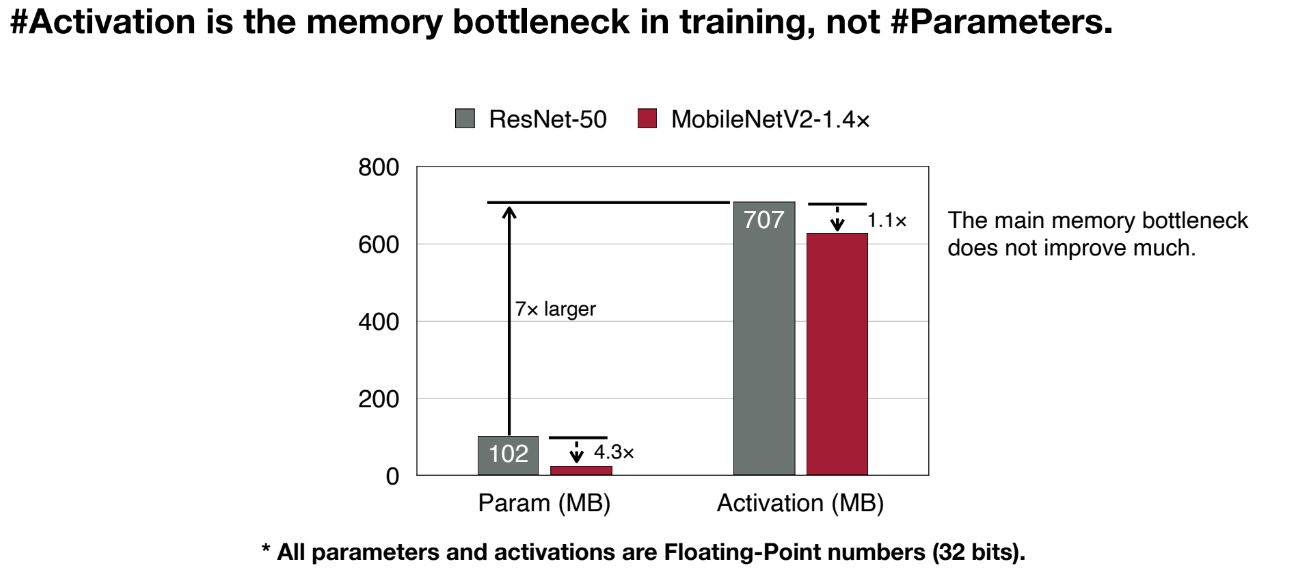 #Activation is the memory bottleneck in training, not #Parameters.
ResNet-50 MobileNetV2-1.4×
800
707
1.1×
The main memory bottleneck
does not improve much.
600
7× larger
400
200
102
4.3×
0
Param (MB) Activation (MB)
* All parameters and activations are Floating-Point numbers (32 bits).